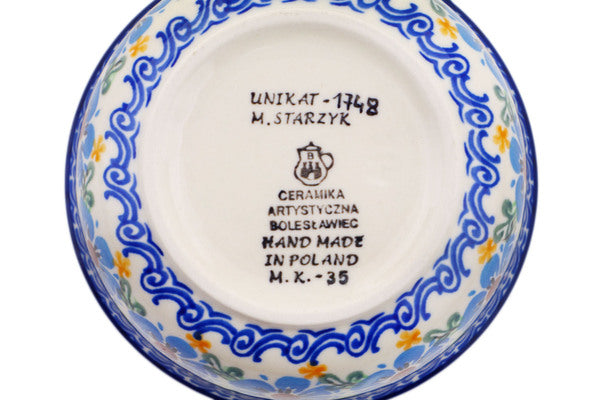 UNIKAT - 1748
M. STARZYK
B
CERAMIKA
ARTYSTYCZNA
BOLESŁAWIEC
HAND MADE
IN POLAND
M. K. - 35